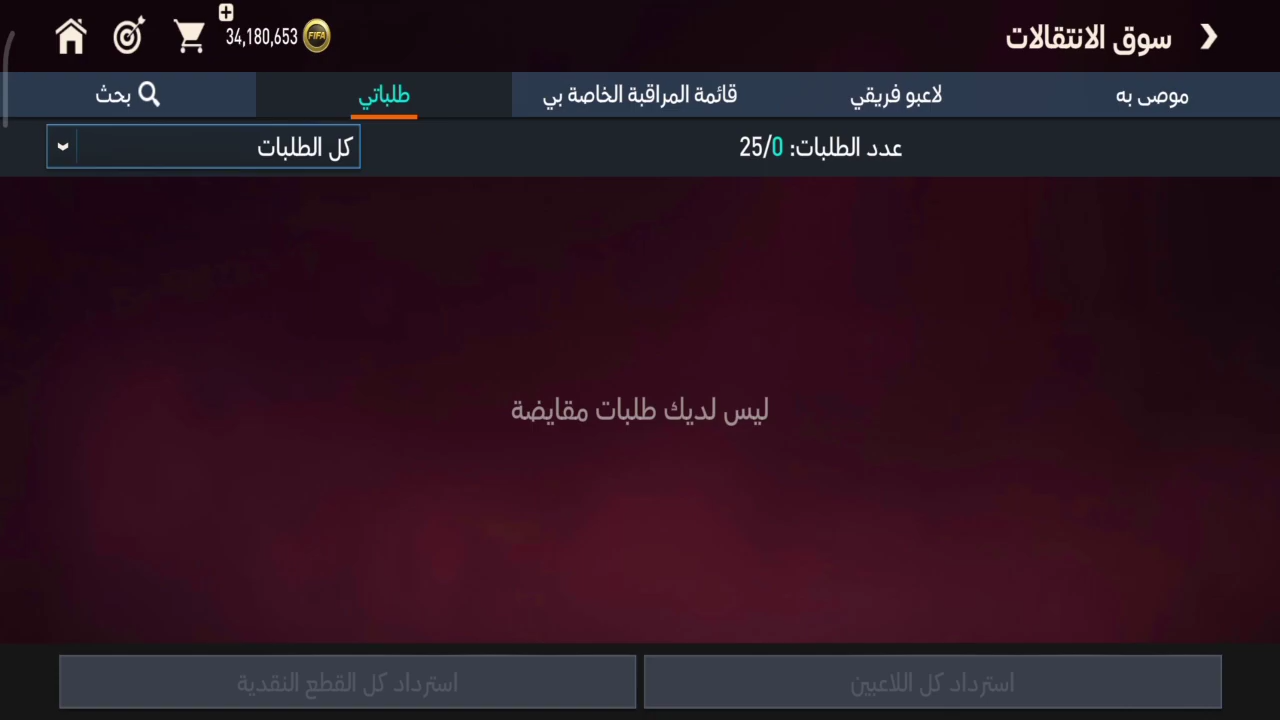 سوق الانتقالات
34,180,653
FIFA
موصى به
لاعبو فريقي
قائمة المراقبة الخاصة بي
طلباتي
بحث
عدد الطلبات: 25/0
كل الطلبات
ليس لديك طلبات مقايضة
استرداد كل اللاعبين
استرداد كل القطع النقدية